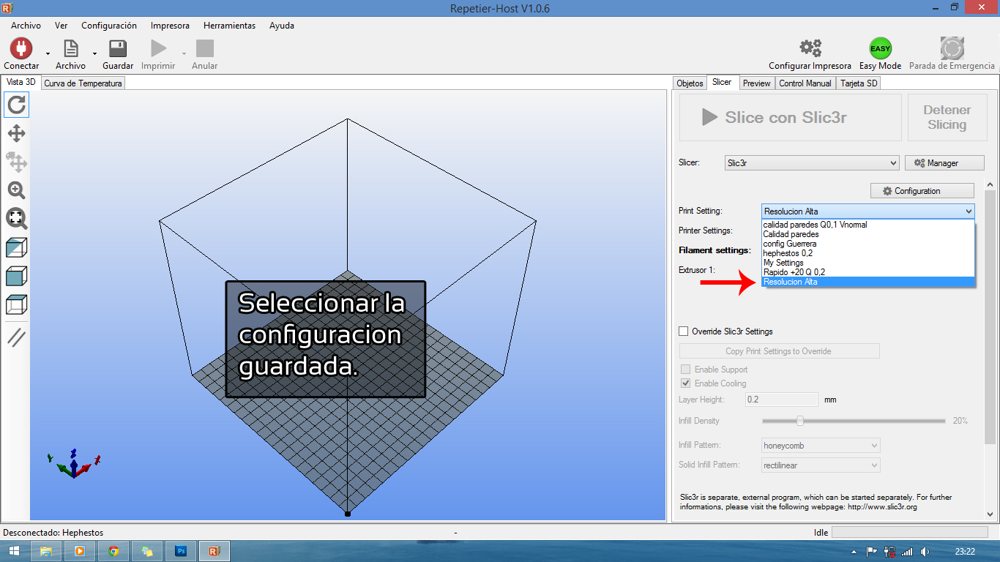 Repetier-Host V1.0.6
Archivo Ver Configuración Impresora Herramientas Ayuda
Conectar Archivo Guardar Imprimir Anular
EASY
Configurar Impresora Easy Mode Parada de Emergencia
Vista 3D Curva de Temperatura
Objetos Slicer Preview Control Manual Tarjeta SD
Slice con Slic3r
Detener
Slicing
Slicer: Slic3r Manager
Configuration
Print Setting: Resolucion Alta
Printer Settings:
Filament settings:
Extrusor 1:
calidad paredes Q0,1 Vnormal
Calidad paredes
config Guerrera
hephestos 0,2
My Settings
Rapido +20 Q 0,2
Resolucion Alta
Seleccionar la
configuracion
guardada.
Override Slic3r Settings
Copy Print Settings to Override
Enable Support
Enable Cooling
Layer Height: 0.2 mm
Infill Density 20%
Infill Pattern: honeycomb
Solid Infill Pattern: rectilinear
Slic3r is separate, external program, which can be started separately. For further
informations, please visit the following webpage: http://www.slic3r.org
Y Z X
Desconectado: Hephestos - Idle
Ps
R
23:22